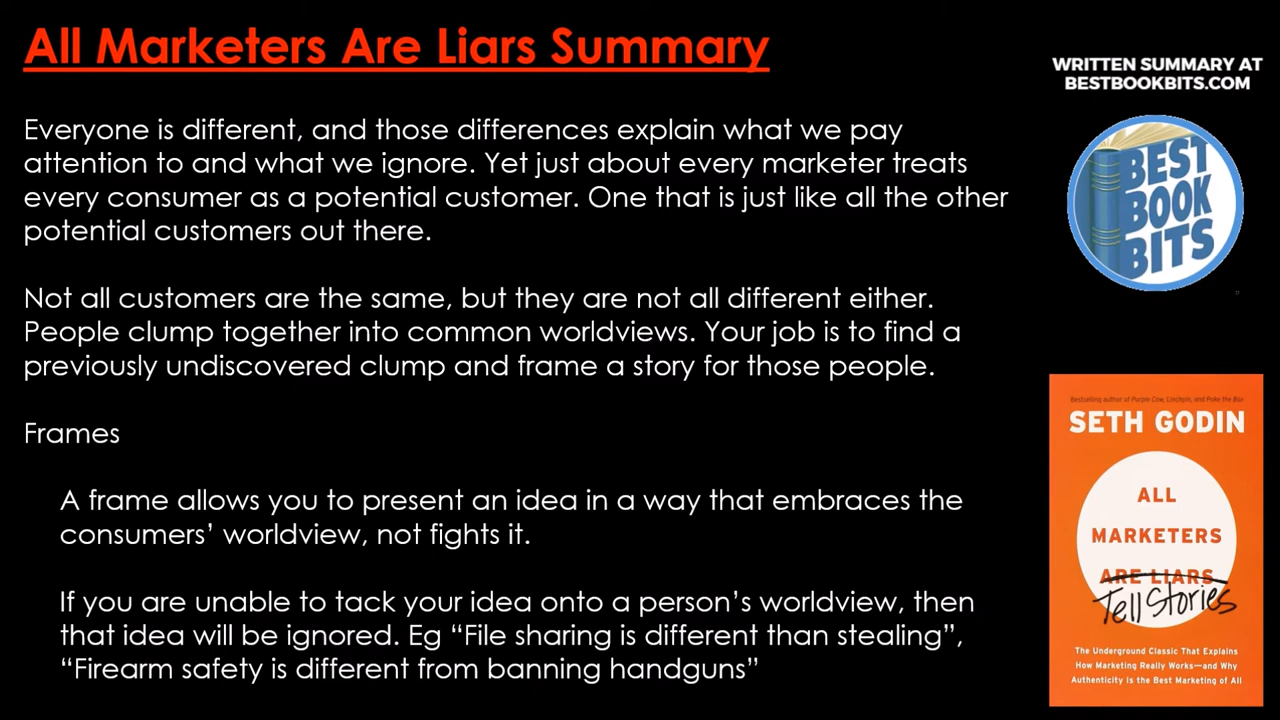 All Marketers Are Liars Summary
WRITTEN SUMMARY AT
BESTBOOKBITS.COM
Everyone is different, and those differences explain what we pay
attention to and what we ignore. Yet just about every marketer treats
every consumer as a potential customer. One that is just like all the other
potential customers out there.
BEST
BOOK
BITS
Not all customers are the same, but they are not all different either.
People clump together into common worldviews. Your job is to find a
previously undiscovered clump and frame a story for those people.
Frames
A frame allows you to present an idea in a way that embraces the
consumers’ worldview, not fights it.
If you are unable to tack your idea onto a person’s worldview, then
that idea will be ignored. Eg “File sharing is different than stealing”,
“Firearm safety is different from banning handguns”
Bestselling author of Purple Cow, Linchpin, and Poke the Box
SETH GODIN
ALL
MARKETERS
ARE LIARS
Tell Stories
The Underground Classic That Explains
How Marketing Really Works—and Why
Authenticity Is the Best Marketing of All